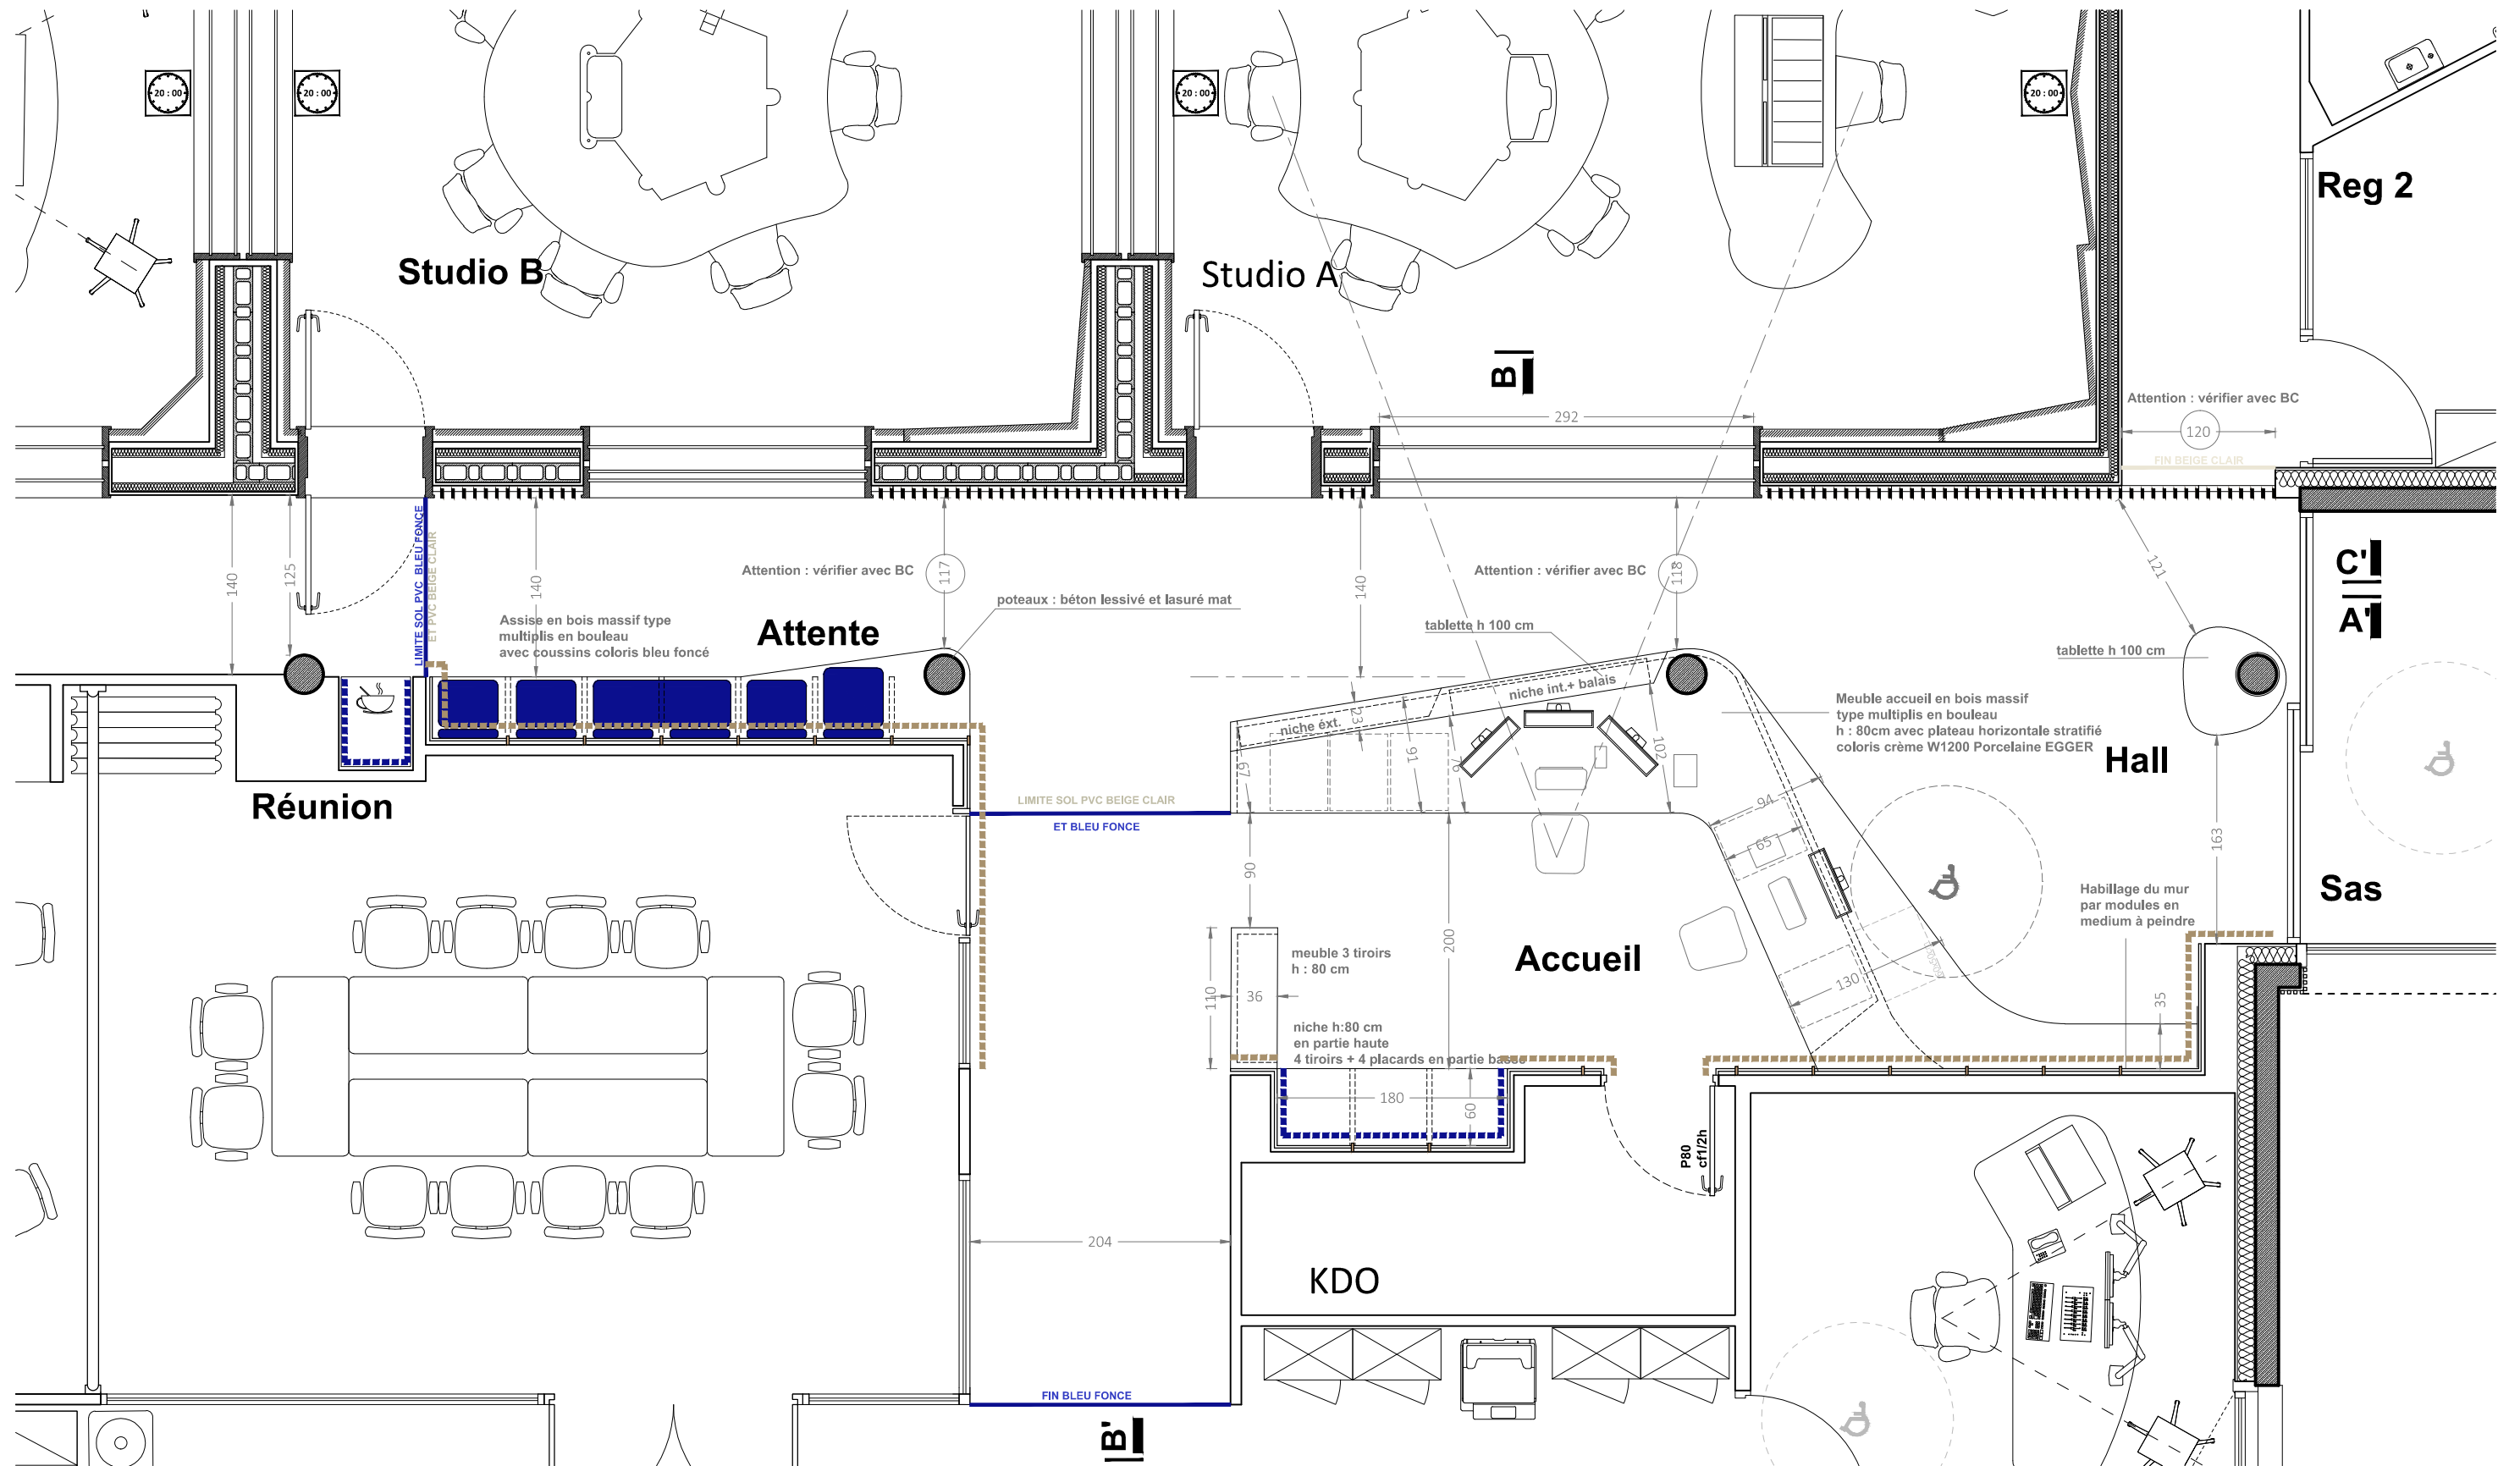 20 : 00
20 : 00
20 : 00
20 : 00
Reg 2
Studio B
Studio A
B
292
Attention : vérifier avec BC
120
FIN BEIGE CLAIR
LIMITE SOL PVC BLEU FONCE
ET PVC BEIGE CLAIR
140
125
140
117
140
118
121
C'
A'
Attention : vérifier avec BC
Attention : vérifier avec BC
poteaux : béton lessivé et lasuré mat
Assise en bois massif type
multiplis en bouleau
avec coussins coloris bleu foncé
Attente
tablette h 100 cm
tablette h 100 cm
niche int.+ balais
niche éxt.
23
67
91
76
102
94
65
130
Meuble accueil en bois massif
type multiplis en bouleau
h : 80cm avec plateau horizontale stratifié
coloris crème W1200 Porcelaine EGGER
Hall
163
Réunion
LIMITE SOL PVC BEIGE CLAIR
ET BLEU FONCE
90
200
Sas
Habillage du mur
par modules en
medium à peindre
Accueil
meuble 3 tiroirs
h : 80 cm
110
36
35
niche h:80 cm
en partie haute
4 tiroirs + 4 placards en partie basse
180
60
P80
cf1/2h
204
KDO
FIN BLEU FONCE
B'